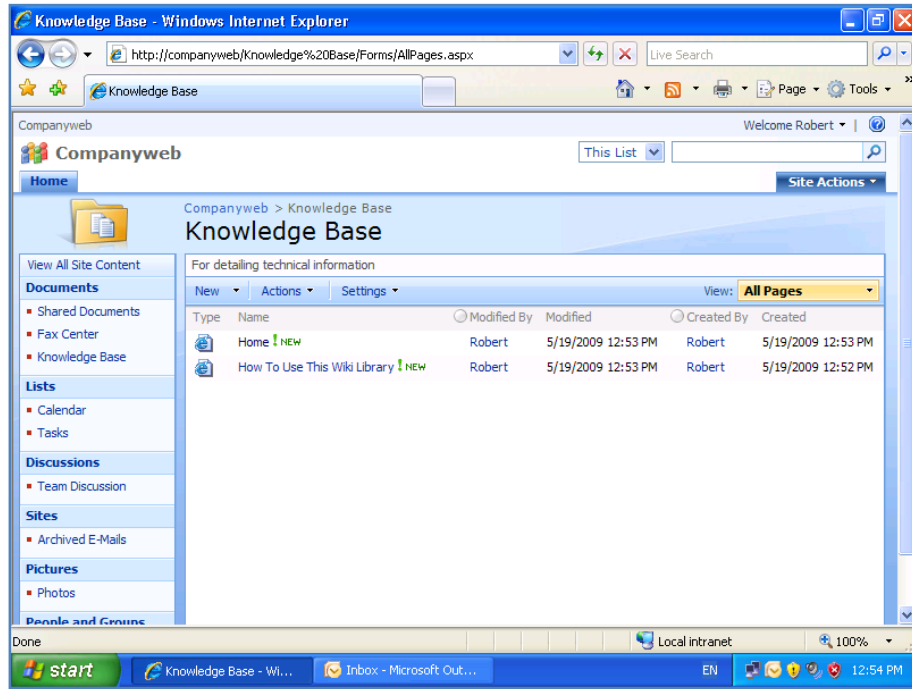 Knowledge Base - Windows Internet Explorer
http://companyweb/Knowledge%20Base/Forms/AllPages.aspx
Live Search
Knowledge Base
Page
Tools
Companyweb
Welcome Robert
Companyweb
This List
Home
Site Actions
Companyweb > Knowledge Base
Knowledge Base
View All Site Content
For detailing technical information
Documents
New Actions Settings View: All Pages
Shared Documents
Fax Center
Knowledge Base
Type Name Modified By Modified Created By Created
Home ! NEW Robert 5/19/2009 12:53 PM Robert 5/19/2009 12:53 PM
How To Use This Wiki Library ! NEW Robert 5/19/2009 12:53 PM Robert 5/19/2009 12:52 PM
Lists
Calendar
Tasks
Discussions
Team Discussion
Sites
Archived E-Mails
Pictures
Photos
People and Groups
Done
Local intranet
100%
start
Knowledge Base - Wi...
Inbox - Microsoft Out...
EN
12:54 PM